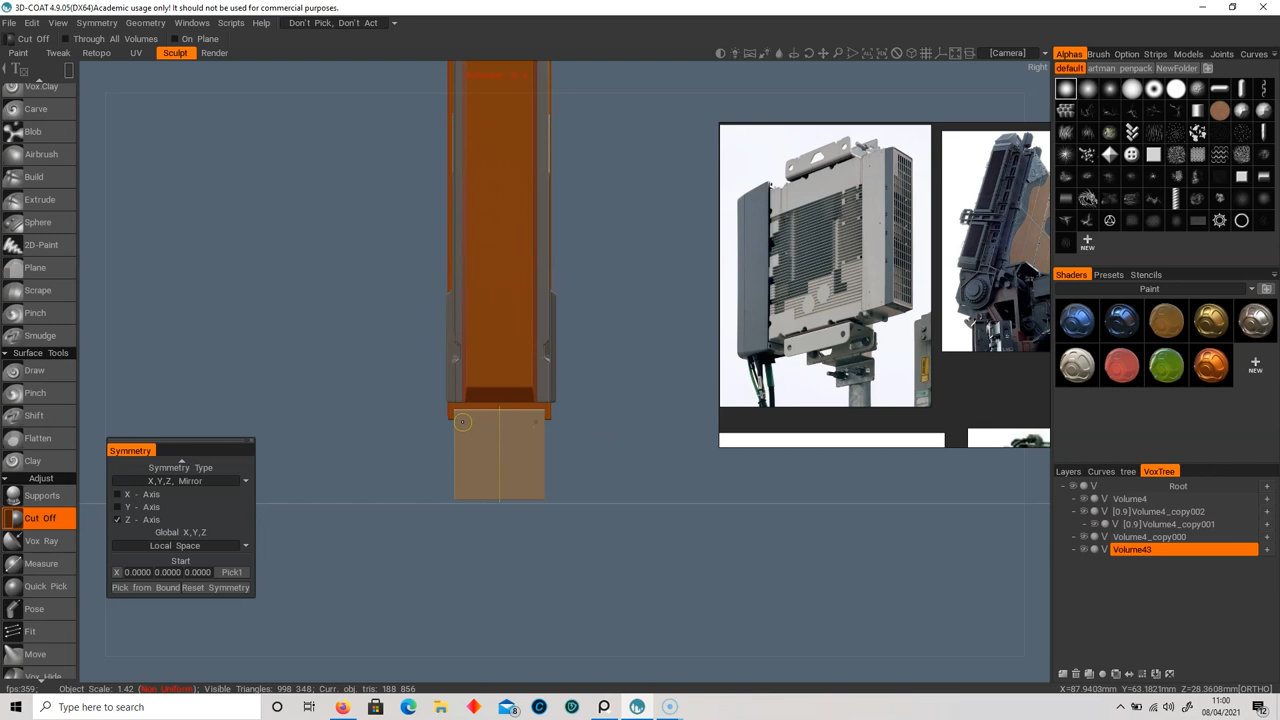 3D-COAT 4.9.05(DX64)Academic usage only! It should not be used for commercial purposes.
File Edit View Symmetry Geometry Windows Scripts Help Don't Pick, Don't Act
Cut Off Through All Volumes On Plane
Paint Tweak Retopo UV Sculpt Render
[Camera]
Right
Alphas Brush Option Strips Models Joints Curves
default artman penpack NewFolder
Vox.Clay
Carve
Blob
Airbrush
Build
Extrude
Sphere
2D-Paint
Plane
Scrape
Pinch
Smudge
Surface Tools
Draw
Pinch
Shift
Flatten
Clay
Adjust
Supports
Cut Off
Vox Ray
Measure
Quick Pick
Pose
Fit
Move
Vox Hide
Symmetry
Symmetry Type
X,Y,Z, Mirror
X - Axis
Y - Axis
Z - Axis
Global X,Y,Z
Local Space
Start
X 0.0000 0.0000 0.0000 Pick1
Pick from Bound Reset Symmetry
NEW
Shaders Presets Stencils
Paint
NEW
Layers Curves tree VoxTree
V Root
V Volume4
V [0.9]Volume4_copy002
V [0.9]Volume4_copy001
V Volume4_copy000
V Volume43
fps:359; Object Scale: 1.42 (Non Uniform); Visible Triangles: 998 348; Curr. obj. tris: 188 856
X=87.9403mm Y=63.1821mm Z=28.3608mm [ORTHO]
Type here to search
8
11:00
08/04/2021
12